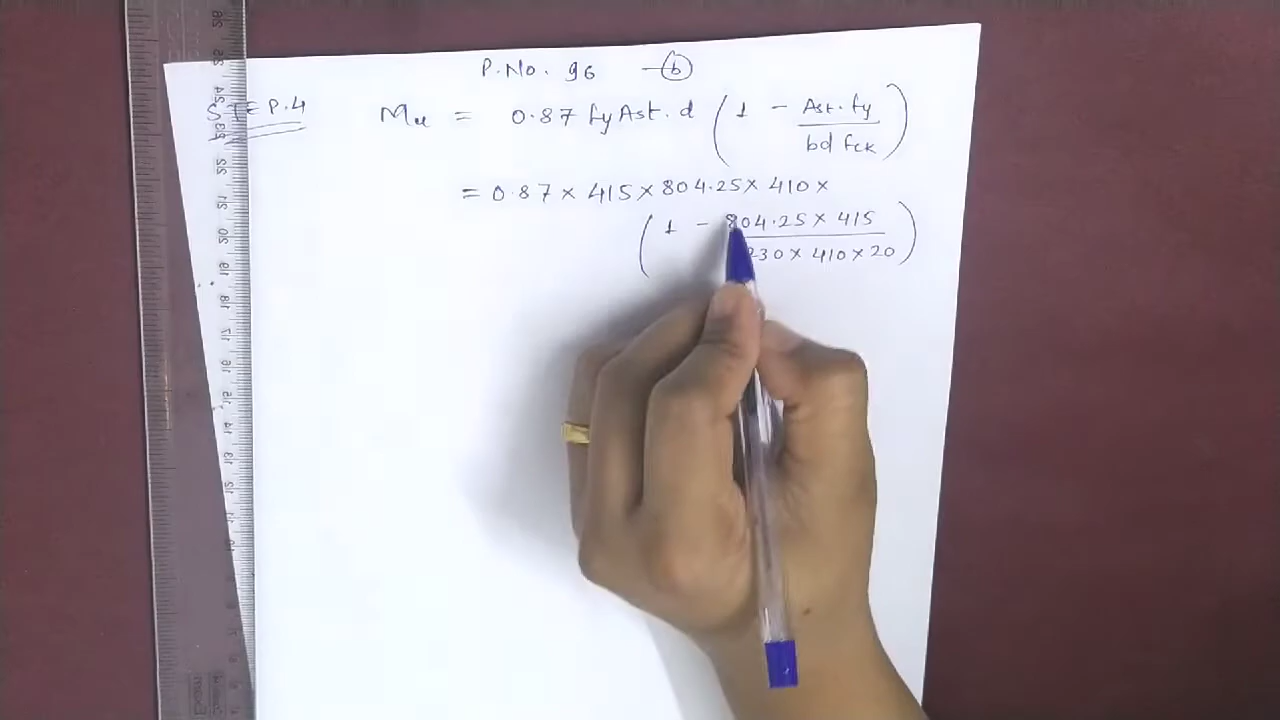 P.No. 96 -(b)
STEP.4 Mu = 0.87 fy Ast. d ( 1 - Ast. fy / bd fck )
= 0.87 × 415 × 804.25 × 410 ×
( 1 - 804.25 × 415 / 230 × 410 × 20 )